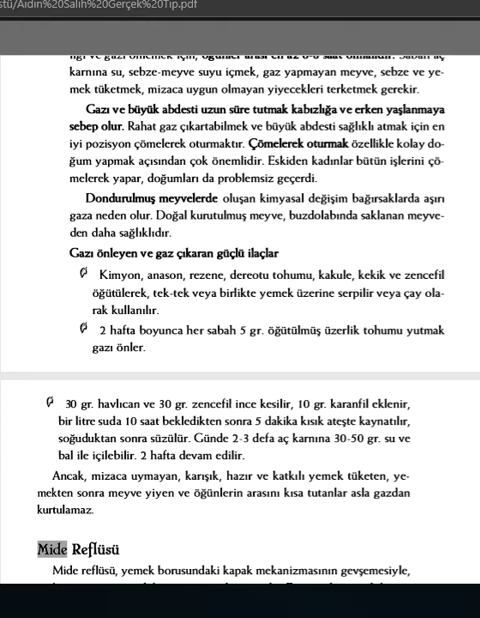 stü/Aıdın%20Salih%20Gerçek%20Tıp.pdf
karnına su, sebze-meyve suyu içmek, gaz yapmayan meyve, sebze ve ye-
mek tüketmek, mizaca uygun olmayan yiyecekleri terketmek gerekir.
Gazı ve büyük abdesti uzun süre tutmak kabızlığa ve erken yaşlanmaya
sebep olur. Rahat gaz çıkartabilmek ve büyük abdesti sağlıklı atmak için en
iyi pozisyon çömelerek oturmaktır. Çömelerek oturmak özellikle kolay do-
ğum yapmak açısından çok önemlidir. Eskiden kadınlar bütün işlerini çö-
melerek yapar, doğumları da problemsiz geçerdi.
Dondurulmuş meyvelerde oluşan kimyasal değişim bağırsaklarda aşırı
gaza neden olur. Doğal kurutulmuş meyve, buzdolabında saklanan meyve-
den daha sağlıklıdır.
Gazı önleyen ve gaz çıkaran güçlü ilaçlar
Kimyon, anason, rezene, dereotu tohumu, kakule, kekik ve zencefil
öğütülerek, tek-tek veya birlikte yemek üzerine serpilir veya çay ola-
rak kullanılır.
2 hafta boyunca her sabah 5 gr. öğütülmüş üzerlik tohumu yutmak
gazı önler.
30 gr. havlıcan ve 30 gr. zencefil ince kesilir, 10 gr. karanfil eklenir,
bir litre suda 10 saat bekledikten sonra 5 dakika kısık ateşte kaynatılır,
soğuduktan sonra süzülür. Günde 2-3 defa aç karnına 30-50 gr. su ve
bal ile içilebilir. 2 hafta devam edilir.
Ancak, mizaca uymayan, karışık, hazır ve katkılı yemek tüketen, ye-
mekten sonra meyve yiyen ve öğünlerin arasını kısa tutanlar asla gazdan
kurtulamaz.
Mide Reflüsü
Mide reflüsü, yemek borusundaki kapak mekanizmasının gevşemesiyle,